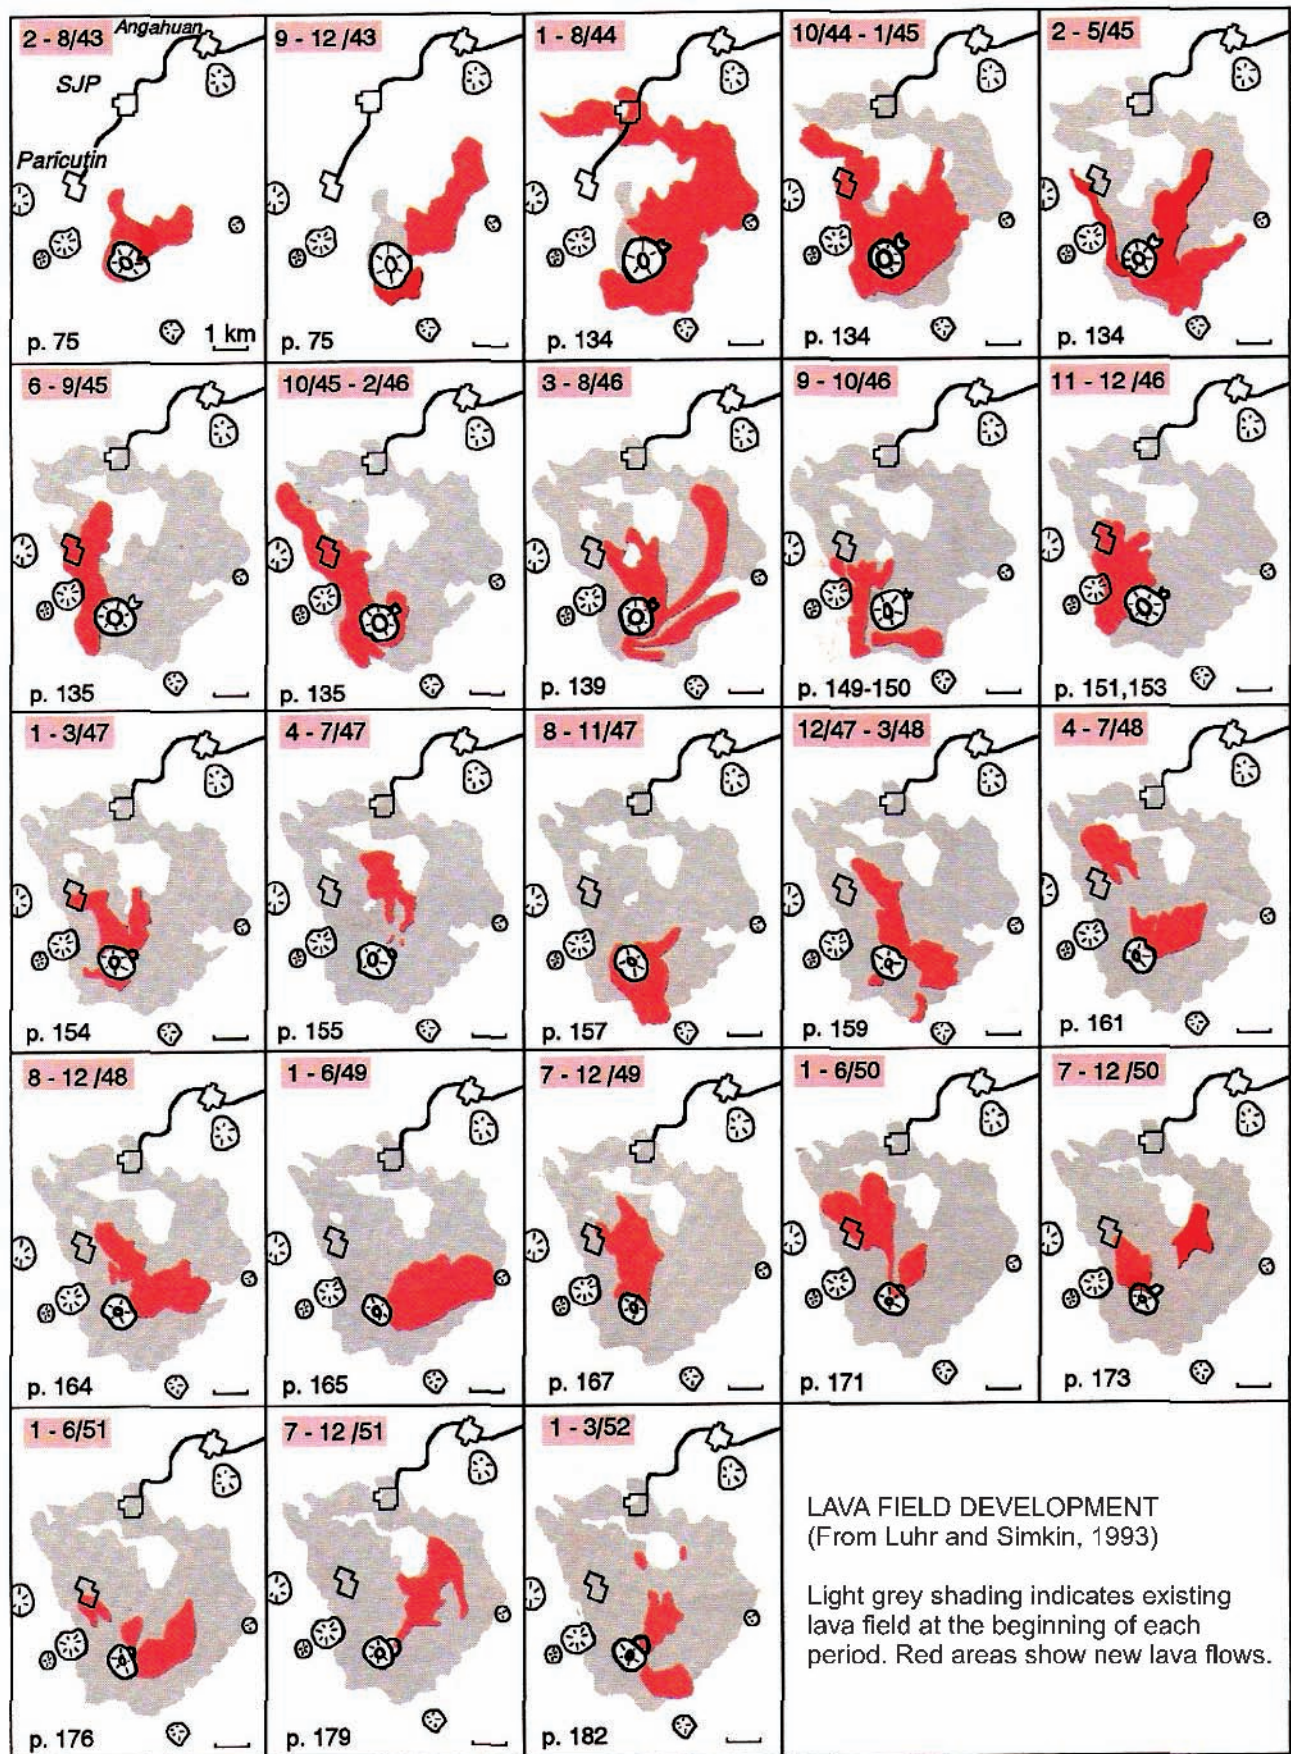 2 - 8/43
Angahuan
SJP
Paricutin
p. 75
1 km
9 - 12 /43
p. 75
1 - 8/44
p. 134
10/44 - 1/45
p. 134
2 - 5/45
p. 134
6 - 9/45
p. 135
10/45 - 2/46
p. 135
3 - 8/46
p. 139
9 - 10/46
p. 149-150
11 - 12 /46
p. 151,153
1 - 3/47
p. 154
4 - 7/47
p. 155
8 - 11/47
p. 157
12/47 - 3/48
p. 159
4 - 7/48
p. 161
8 - 12 /48
p. 164
1 - 6/49
p. 165
7 - 12/49
p. 167
1 - 6/50
p. 171
7 - 12 /50
p. 173
1 - 6/51
p. 176
7 - 12 /51
p. 179
1 - 3/52
p. 182
LAVA FIELD DEVELOPMENT
(From Luhr and Simkin, 1993)
Light grey shading indicates existing
lava field at the beginning of each
period. Red areas show new lava flows.